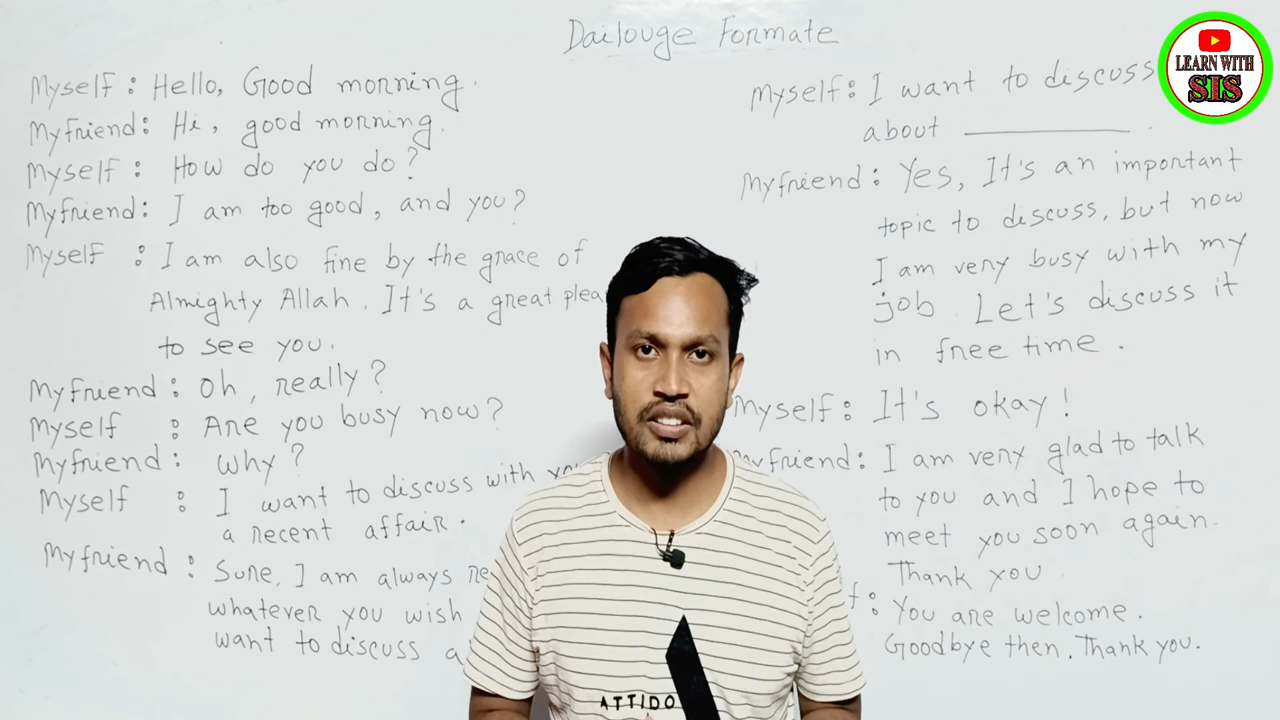 Dailouge Formate
Myself : Hello, Good morning.
Myfriend : Hi, good morning.
Myself : How do you do?
Myfriend : I am too good, and you?
Myself : I am also fine by the grace of
Almighty Allah. It's a great
to see you.
Myfriend : Oh, really?
Myself : Are you busy now?
Myfriend : Why?
Myself : I want to discuss with
a recent affair.
Myfriend : Sure, I am always
whatever you wish
want to discuss
Myself : I want to discuss
about ________ .
Myfriend : Yes, It's an important
topic to discuss, but now
I am very busy with my
job. Let's discuss it
in free time.
Myself : It's okay!
Myfriend : I am very glad to talk
to you and I hope to
meet you soon again.
Thank you
: You are welcome.
Goodbye then. Thank you.
LEARN WITH
SIS
ATTIDO